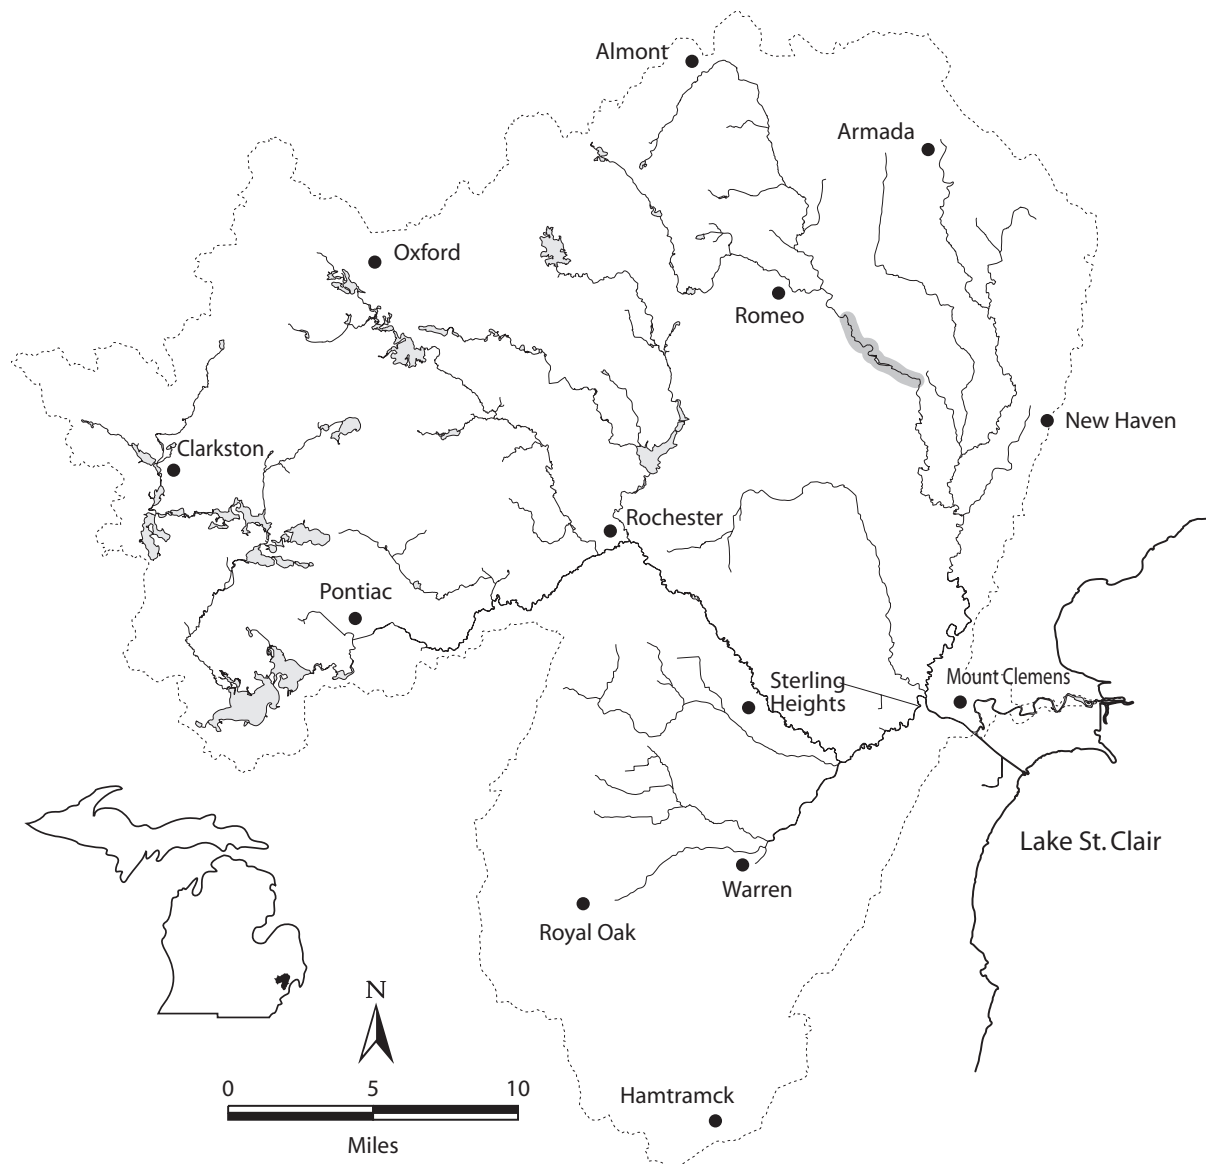 Almont
Armada
Oxford
Romeo
New Haven
Clarkston
Rochester
Pontiac
Mount Clemens
Sterling
Heights
Lake St. Clair
Warren
Royal Oak
N
0 5 10
Miles
Hamtramck